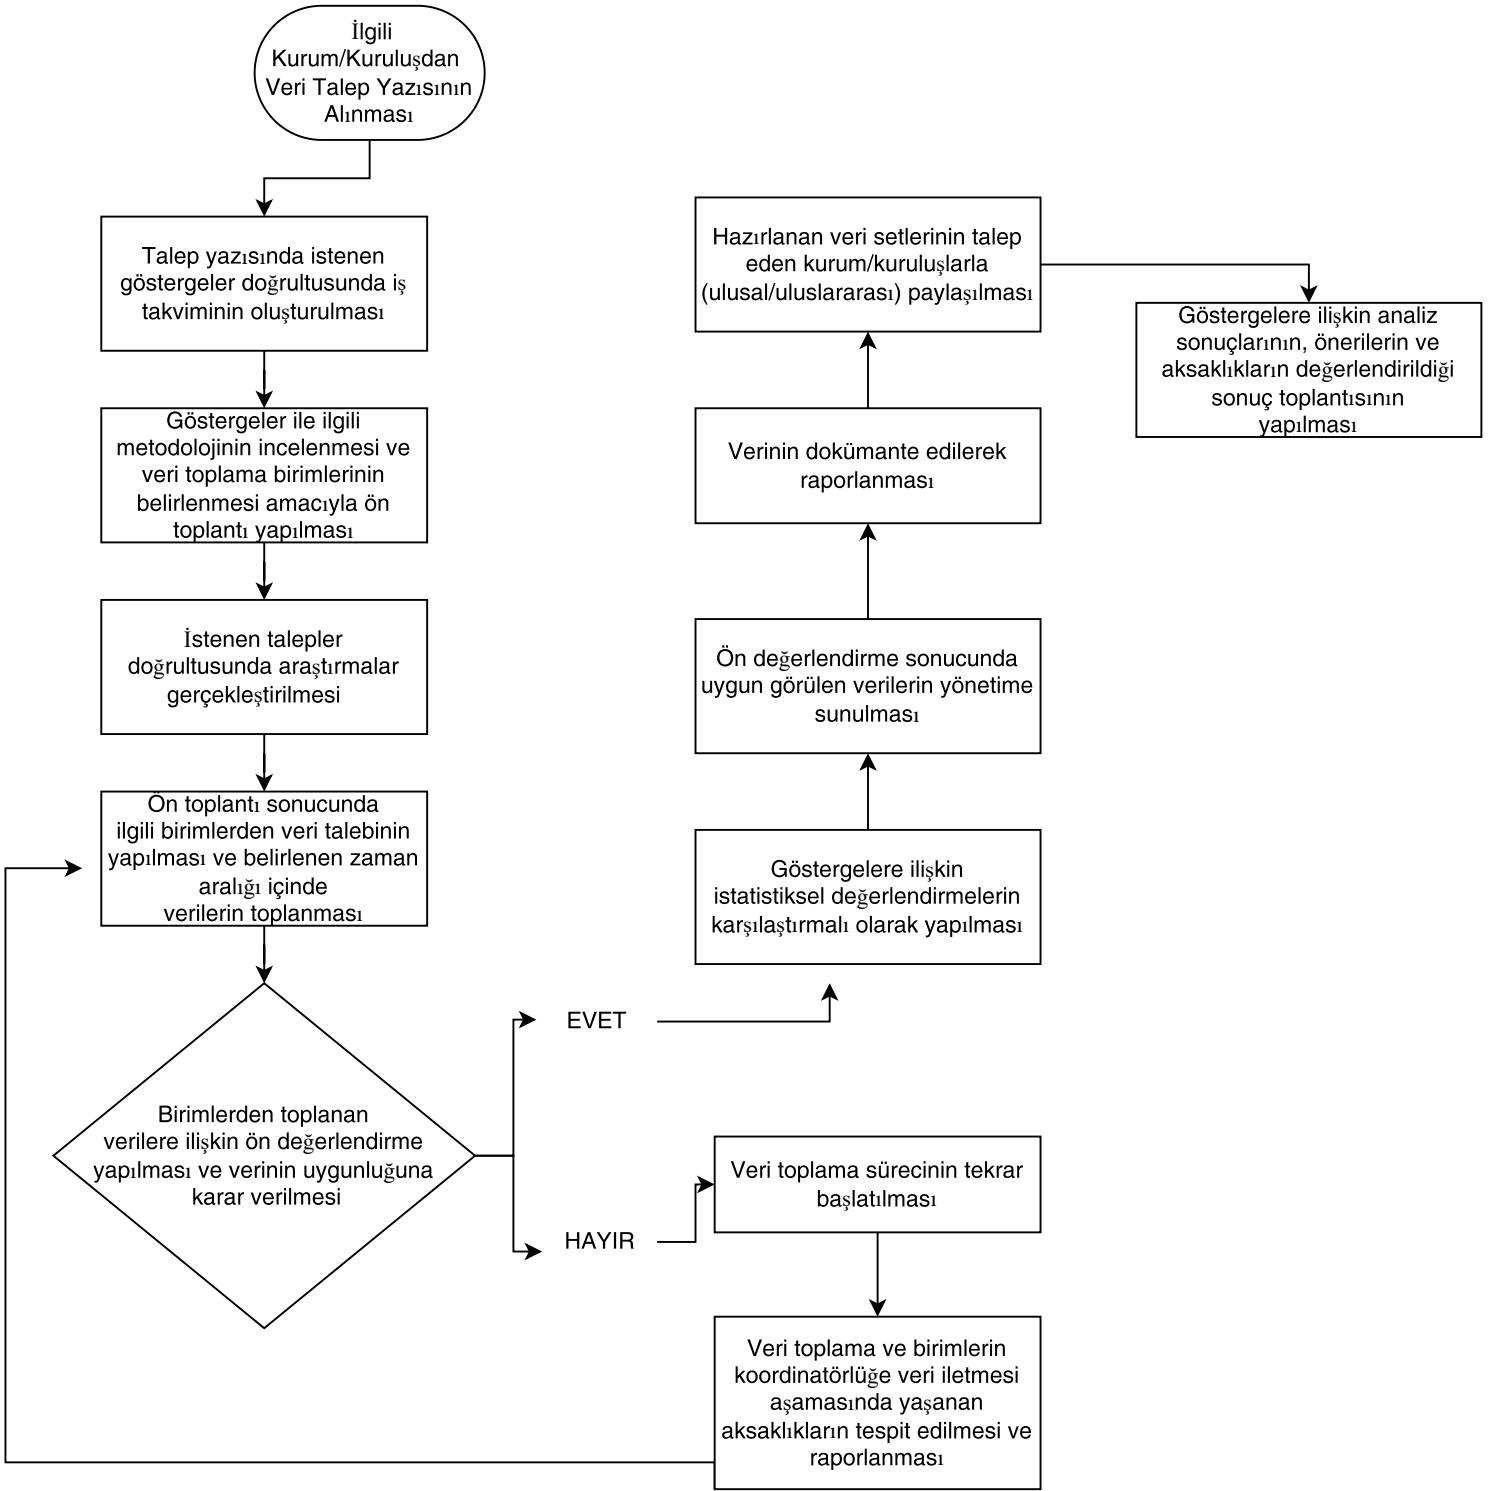 İlgili
Kurum/Kuruluşdan
Veri Talep Yazısının
Alınması
Talep yazısında istenen
göstergeler doğrultusunda iş
takviminin oluşturulması
Göstergeler ile ilgili
metodolojinin incelenmesi ve
veri toplama birimlerinin
belirlenmesi amacıyla ön
toplantı yapılması
İstenen talepler
doğrultusunda araştırmalar
gerçekleştirilmesi
Ön toplantı sonucunda
ilgili birimlerden veri talebinin
yapılması ve belirlenen zaman
aralığı içinde
verilerin toplanması
Birimlerden toplanan
verilere ilişkin ön değerlendirme
yapılması ve verinin uygunluğuna
karar verilmesi
EVET
HAYIR
Veri toplama sürecinin tekrar
başlatılması
Veri toplama ve birimlerin
koordinatörlüğe veri iletmesi
aşamasında yaşanan
aksaklıkların tespit edilmesi ve
raporlanması
Göstergelere ilişkin
istatistiksel değerlendirmelerin
karşılaştırmalı olarak yapılması
Ön değerlendirme sonucunda
uygun görülen verilerin yönetime
sunulması
Verinin dokümante edilerek
raporlanması
Hazırlanan veri setlerinin talep
eden kurum/kuruluşlarla
(ulusal/uluslararası) paylaşılması
Göstergelere ilişkin analiz
sonuçlarının, önerilerin ve
aksaklıkların değerlendirildiği
sonuç toplantısının
yapılması